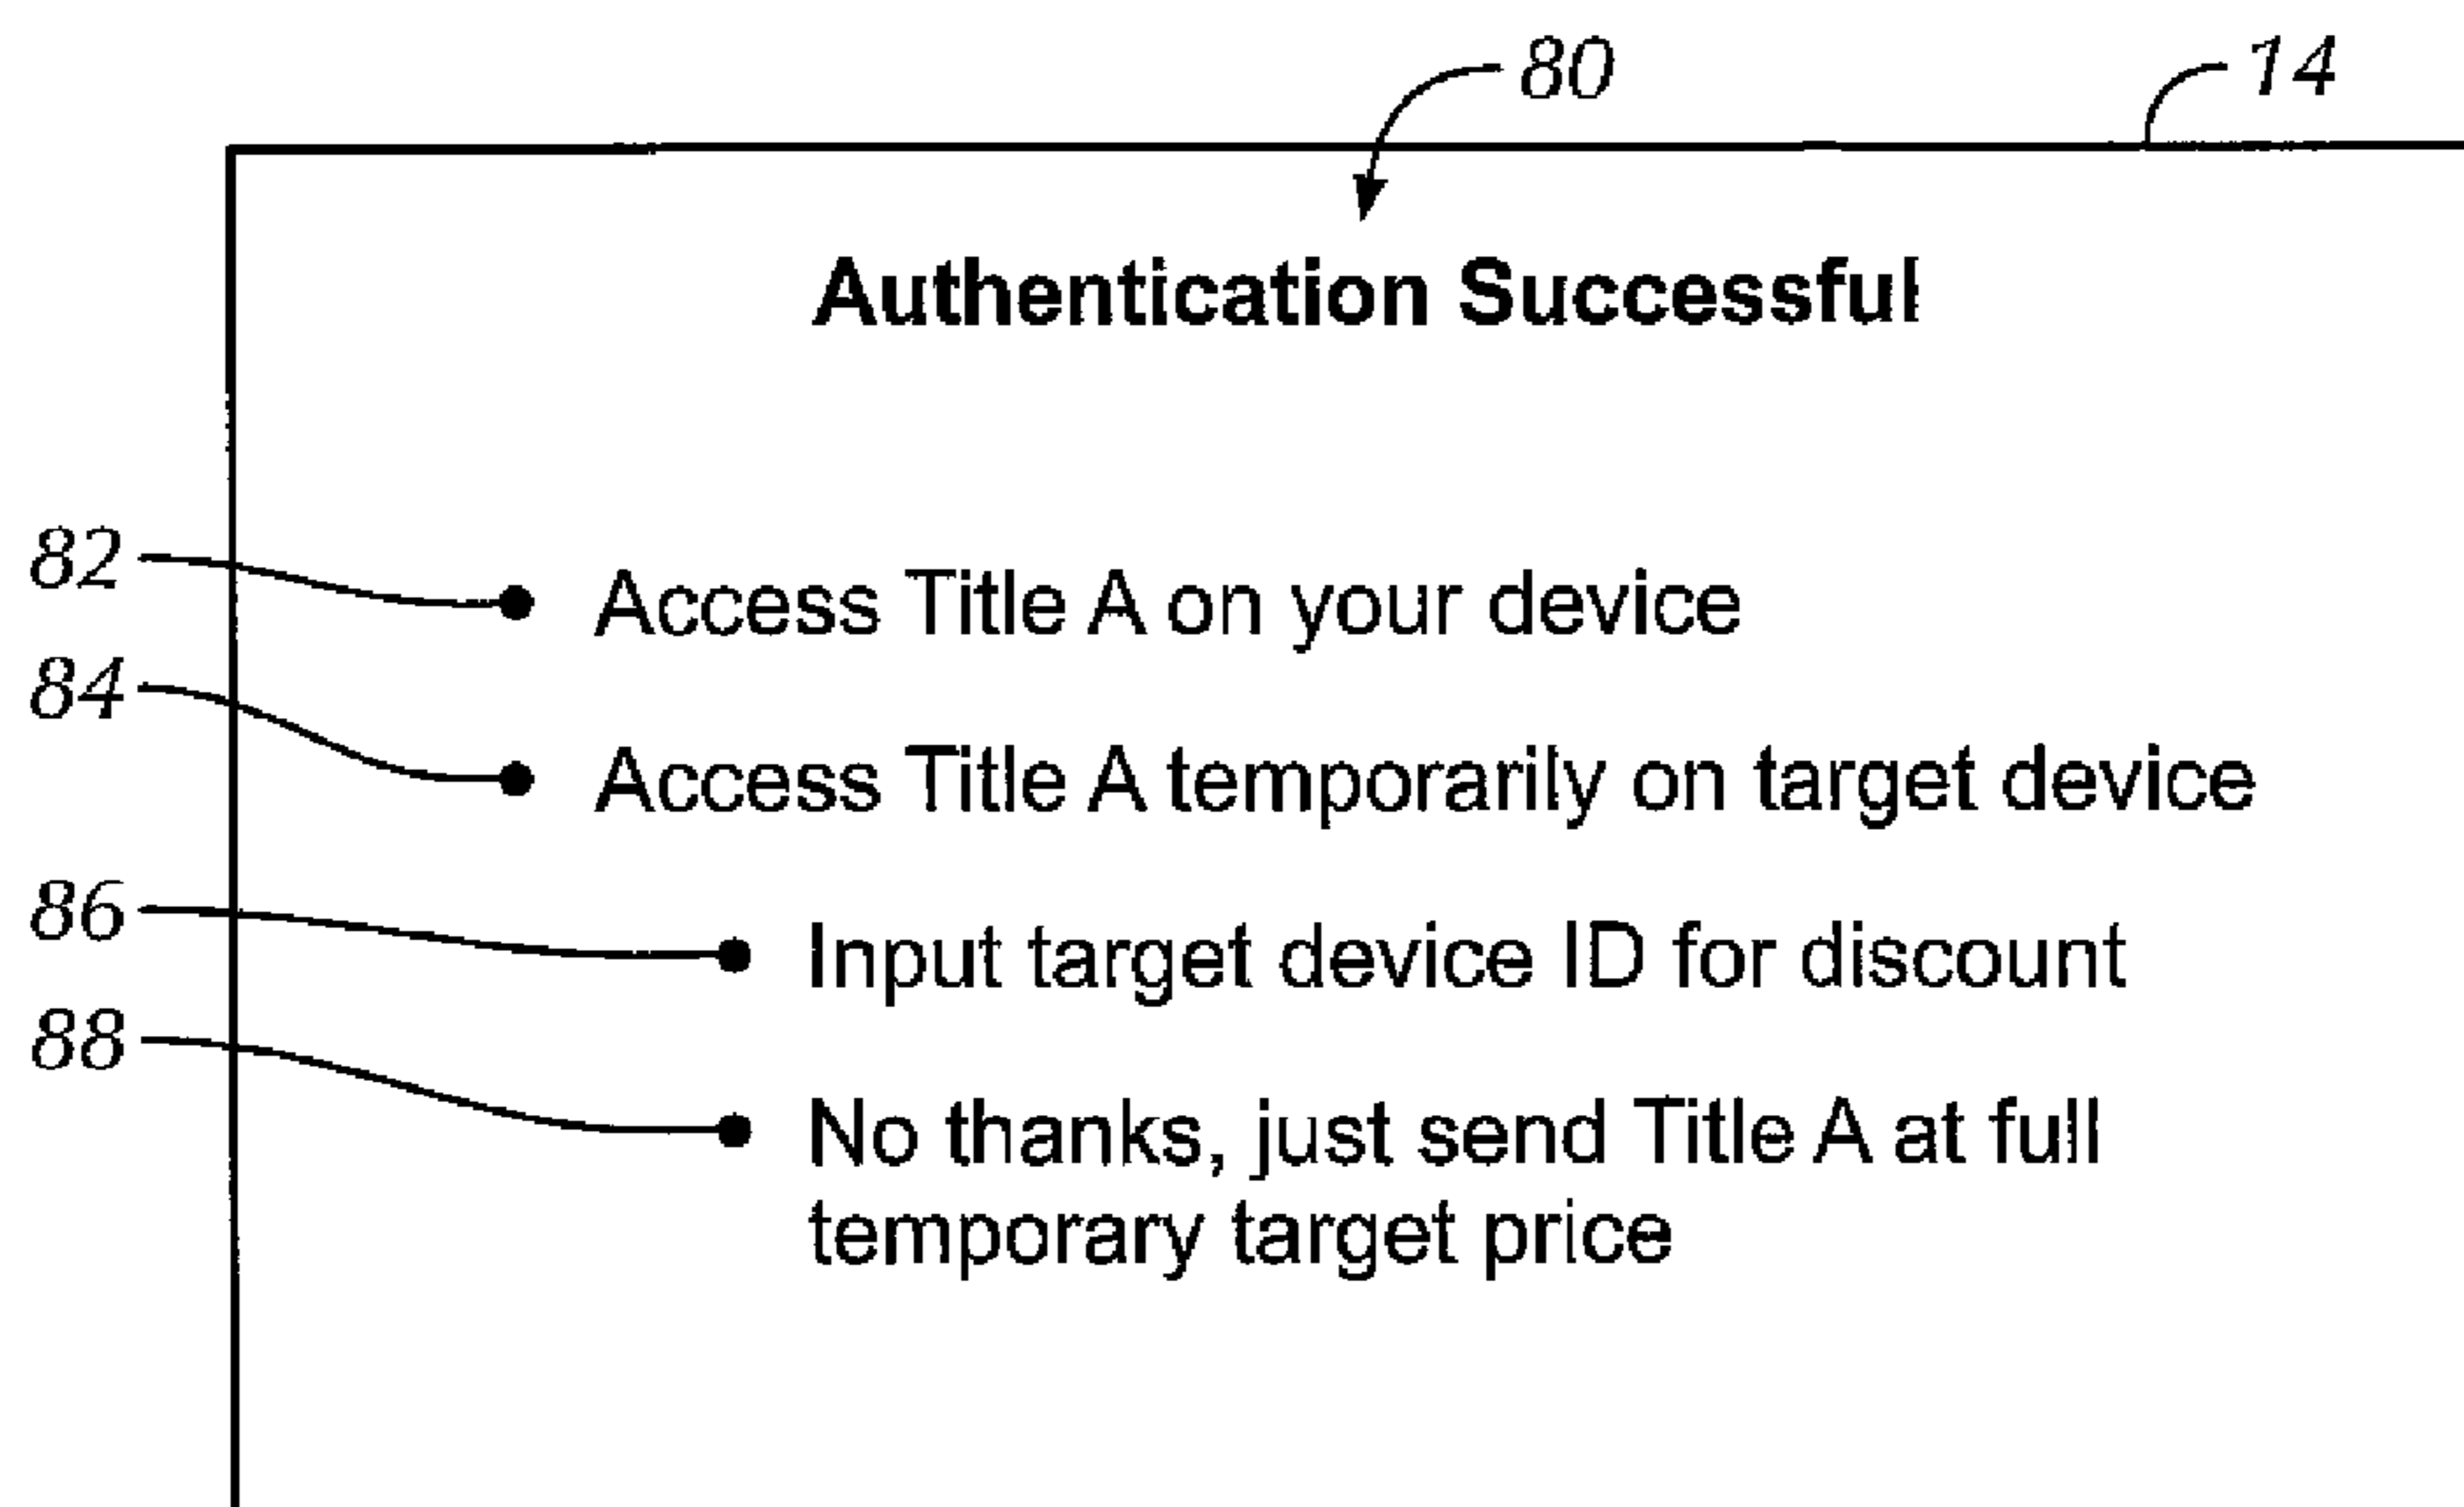 80 14
Authentication Successful
82 Access Title A on your device
84 Access Title A temporarily on target device
86 Input target device ID for discount
88 No thanks, just send Title A at full
temporary target price